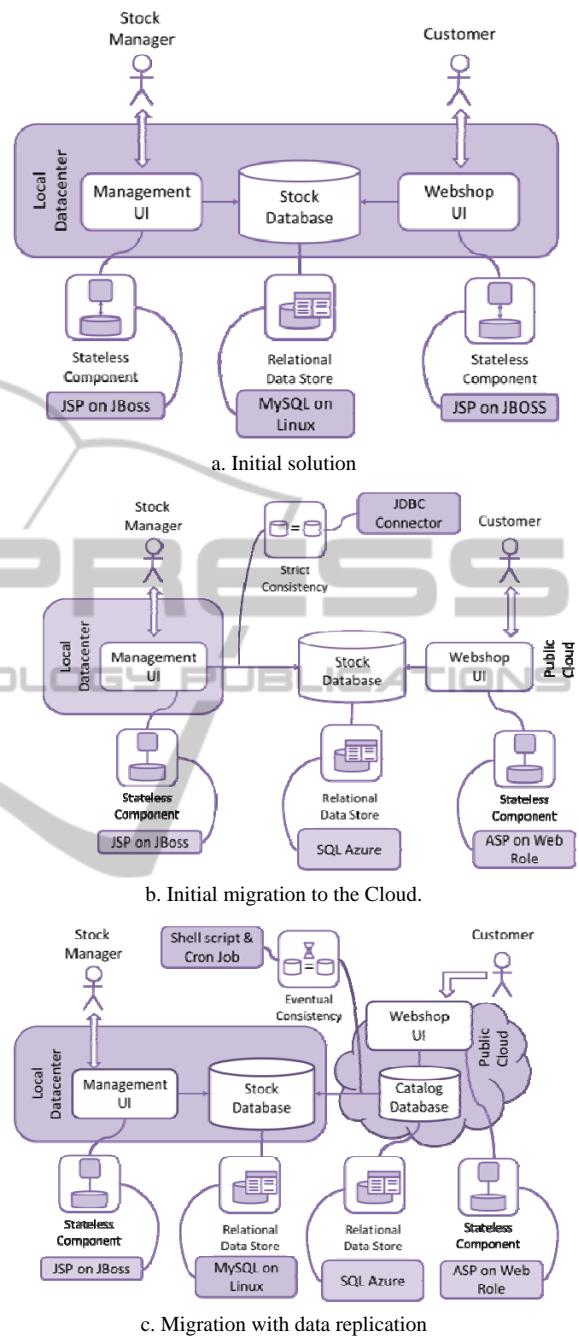 Stock
Manager
Customer
Local
Datacenter
Management
UI
Stock
Database
Webshop
UI
Stateless
Component
Relational
Data Store
Stateless
Component
JSP on JBoss
MySQL on
Linux
JSP on JBOSS
a. Initial solution
Stock
Manager
JDBC
Connector
Customer
=
Strict
Consistency
Local
Datacenter
Management
UI
Stock
Database
Webshop
UI
Public
Cloud
PRESS
OLOGY PUBLICATIONS
Stateless
Component
Relational
Data Store
Stateless
Component
JSP on JBoss
SQL Azure
ASP on Web
Role
b. Initial migration to the Cloud.
Stock
Manager
Shell script &
Cron Job
Customer
=
Eventual
Consistency
Webshop
UI
Public
Cloud
Local
Datacenter
Management
UI
Stock
Database
Catalog
Database
Stateless
Component
Relational
Data Store
Relational
Data Store
Stateless
Component
JSP on JBoss
MySQL on
Linux
SQL Azure
ASP on Web
Role
c. Migration with data replication